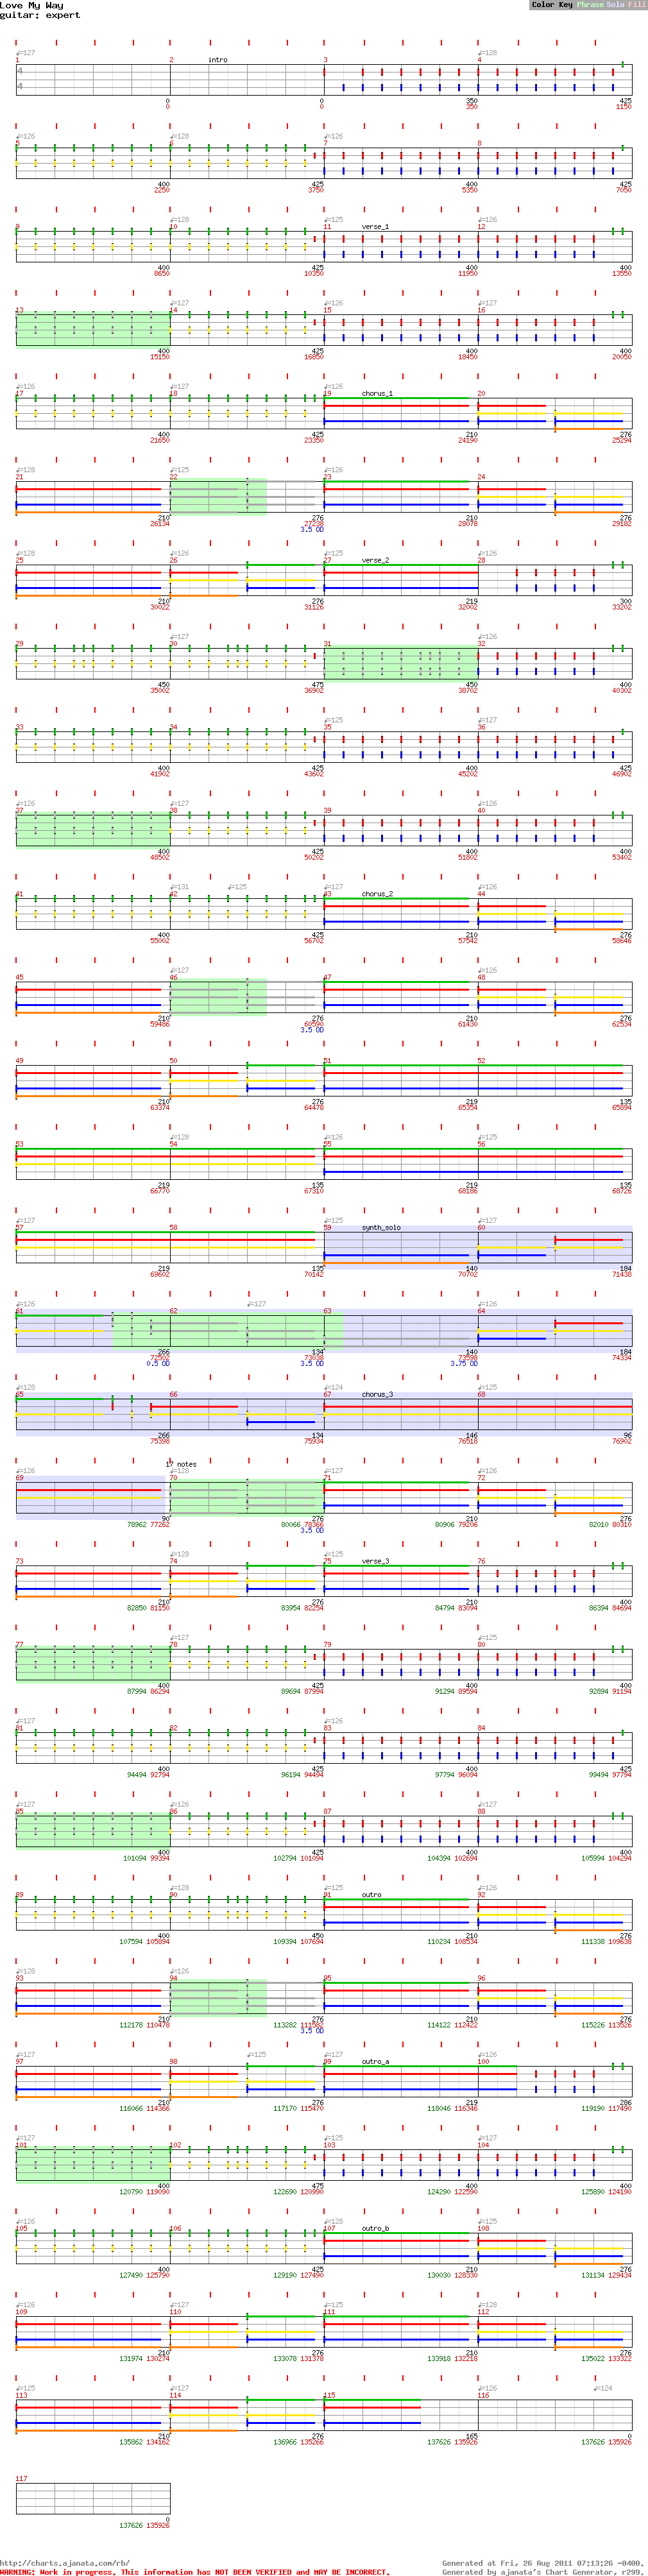 Love My Way
Color Key Phrase Solo Fill
guitar: expert
♩=127 ♩=128
1 2 intro 3 4
4
4
0 0 350 425
0 0 350 1150
♩=126 ♩=128 ♩=126
5 6 7 8
400 425 400 425
2250 3750 5350 7050
♩=128 ♩=125 ♩=126
9 10 11 verse_1 12
400 425 400 400
8650 10350 11950 13550
♩=127 ♩=126 ♩=127
13 14 15 16
400 425 400 400
15150 16850 18450 20050
♩=126 ♩=127 ♩=126
17 18 19 chorus_1 20
400 425 210 276
21650 23350 24190 25294
♩=128 ♩=125 ♩=126
21 22 23 24
210 276 210 276
26134 27238 28078 29182
3.5 OD
♩=128 ♩=126 ♩=125 ♩=126
25 26 27 verse_2 28
210 276 219 300
30022 31126 32002 33202
♩=127 ♩=126
29 30 31 32
450 475 450 400
35002 36902 38702 40302
♩=125 ♩=127
33 34 35 36
400 425 400 425
41902 43602 45202 46902
♩=126 ♩=127
37 38 39 40
400 425 400 400
48502 50202 51802 53402
♩=131 ♩=125 ♩=127 ♩=126
41 42 43 chorus_2 44
400 425 210 276
55002 56702 57542 58646
♩=127 ♩=126
45 46 47 48
210 276 210 276
59486 60590 61430 62534
3.5 OD
49 50 51 52
210 276 219 135
63374 64478 65354 65894
♩=128 ♩=126 ♩=125
53 54 55 56
219 135 219 135
66770 67310 68186 68726
♩=127 ♩=125 ♩=127
57 58 59 synth_solo 60
219 135 140 184
69602 70142 70702 71438
♩=126 ♩=127
61 62 63 64
266 134 140 184
72502 73038 73598 74334
0.5 OD 3.5 OD 3.75 OD
♩=128 ♩=124 ♩=125
65 66 67 chorus_3 68
266 134 146 96
75398 75934 76518 76902
17 notes
♩=126 ♩=128 ♩=126
69 70 71 72
90 276 210 276
78962 77262 80066 78366 80906 79206 82010 80310
3.5 OD
♩=128 ♩=125
73 74 75 verse_3 76
210 276 210 400
82850 81150 83954 82254 84794 83094 86394 84694
♩=127 ♩=125
77 78 79 80
400 425 400 400
87994 86294 89694 87994 91294 89594 92894 91194
♩=127 ♩=126
81 82 83 84
400 425 400 425
94494 92794 96194 94494 97794 96094 99494 97794
♩=127 ♩=126 ♩=127
85 86 87 88
400 425 400 400
101094 99394 102794 101094 104394 102694 105994 104294
♩=125 ♩=126
89 90 91 outro 92
400 450 210 276
107594 105894 109394 107694 110234 108534 111338 109638
♩=128 ♩=126
93 94 95 96
210 276 210 276
112178 110478 113282 111582 114122 112422 115226 113526
3.5 OD
♩=125 ♩=127 ♩=126
97 98 99 outro_a 100
210 276 219 286
116066 114366 117170 115470 118046 116346 119190 117490
♩=127 ♩=125 ♩=127
101 102 103 104
400 475 400 400
120790 119090 122690 120990 124290 122590 125890 124190
♩=126 ♩=127 ♩=128 ♩=125
105 106 107 outro_b 108
400 425 210 276
127490 125790 129190 127490 130030 128330 131134 129434
♩=126 ♩=127 ♩=125 ♩=128
109 110 111 112
210 276 210 276
131974 130274 133078 131378 133918 132218 135022 133322
♩=125 ♩=127 ♩=126 ♩=124
113 114 115 116
210 276 165 0
135862 134162 136966 135266 137626 135926 137626 135926
117
0
137626 135926
http://charts.ajanata.com/rb/ Generated at Fri, 26 Aug 2011 07:13:26 -0400.
WARNING: Work in progress. This information has NOT BEEN VERIFIED and MAY BE INCORRECT. Generated by ajanata's Chart Generator, r299.